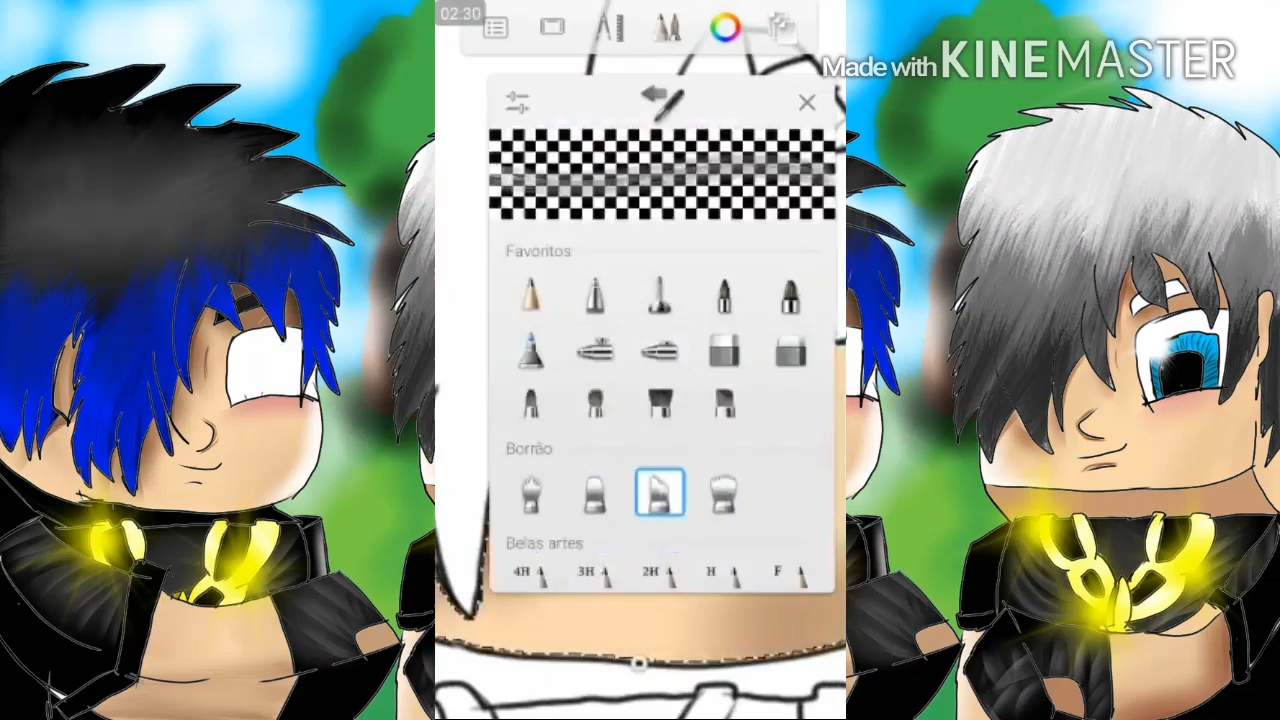 02.30
Made with KINEMASTER
Favoritos
Borrão
Belas artes
4H 3H 2H H F